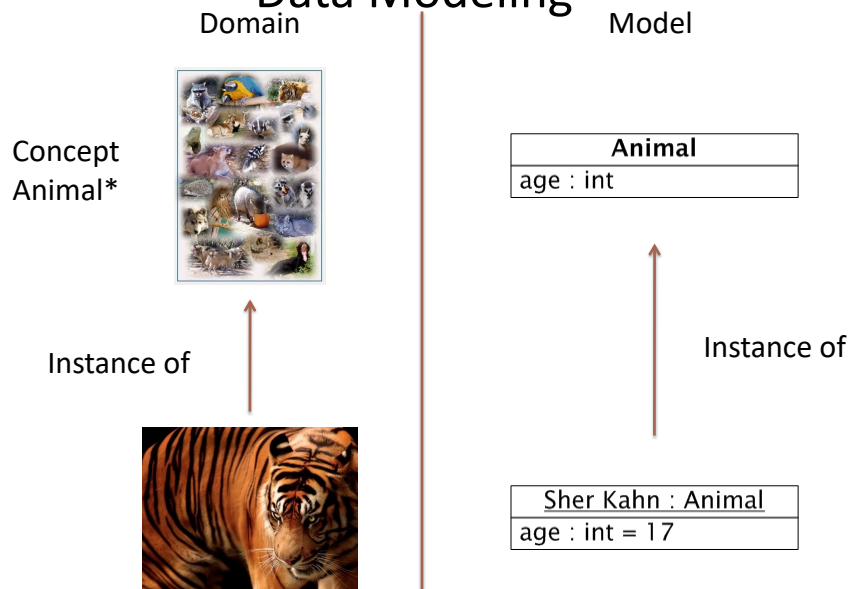 Data Modeling
Domain
Model
Concept
Animal*
Animal
age : int
Instance of
Instance of
Sher Kahn : Animal
age : int = 17